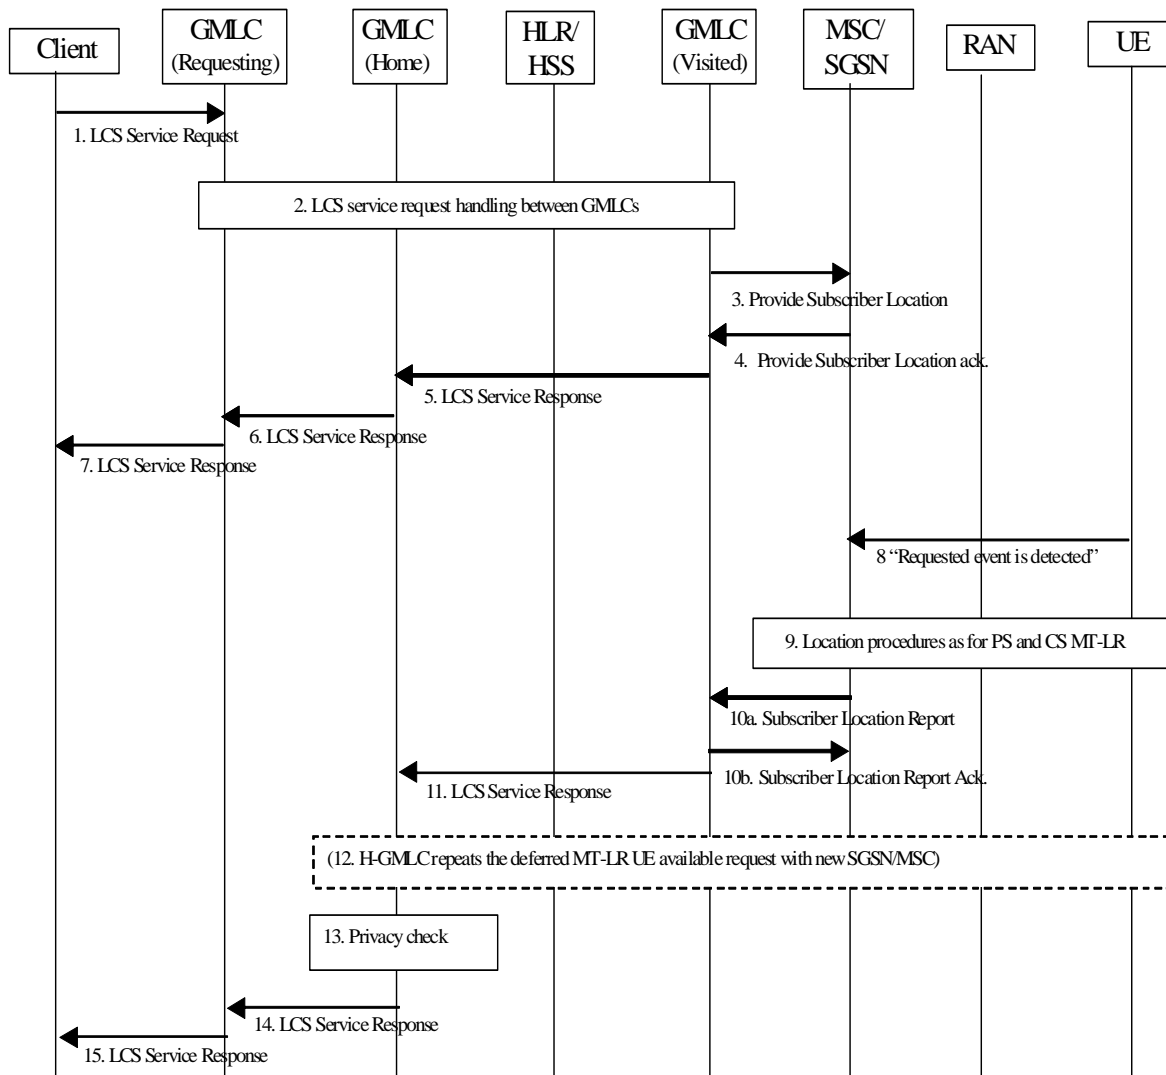 Client
GMLC
(Requesting)
GMLC
(Home)
HLR/
HSS
GMLC
(Visited)
MSC/
SGSN
RAN
UE
1. LCS Service Request
2. LCS service request handling between GMLCs
3. Provide Subscriber Location
4. Provide Subscriber Location ack.
5. LCS Service Response
6. LCS Service Response
7. LCS Service Response
8 “Requested event is detected”
9. Location procedures as for PS and CS MT-LR
10a. Subscriber Location Report
10b. Subscriber Location Report Ack.
11. LCS Service Response
(12. H-GMLC repeats the deferred MT-LR UE available request with new SGSN/MSC)
13. Privacy check
14. LCS Service Response
15. LCS Service Response